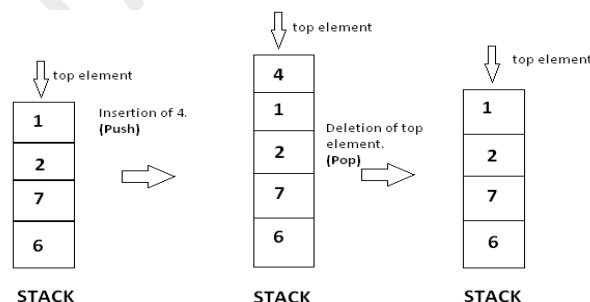 top element
1
2
7
6
STACK
Insertion of 4.
(Push)
top element
4
1
2
7
6
STACK
Deletion of top
element.
(Pop)
top element
1
2
7
6
STACK